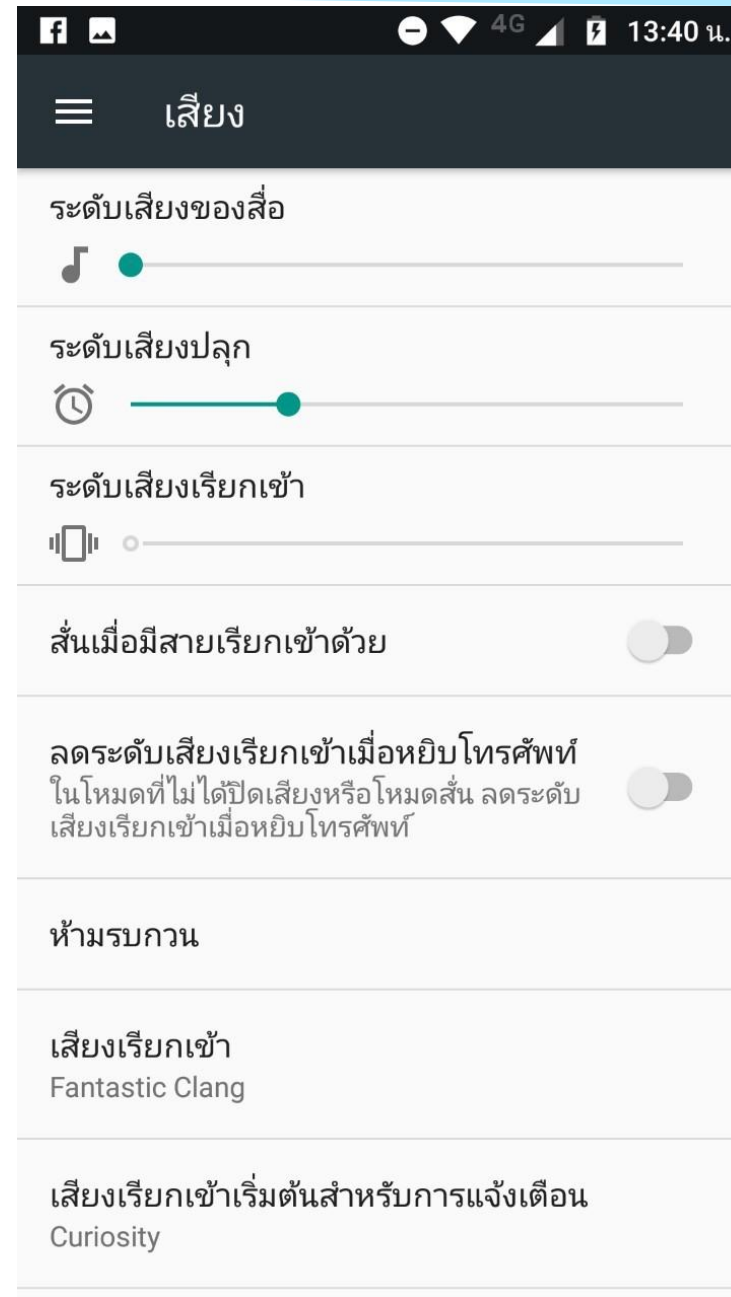 4G 13:40 น.
เสียง
ระดับเสียงของสื่อ
ระดับเสียงปลุก
ระดับเสียงเรียกเข้า
สั่นเมื่อมีสายเรียกเข้าด้วย
ลดระดับเสียงเรียกเข้าเมื่อหยิบโทรศัพท์
ในโหมดที่ไม่ได้ปิดเสียงหรือโหมดสั่น ลดระดับ
เสียงเรียกเข้าเมื่อหยิบโทรศัพท์
ห้ามรบกวน
เสียงเรียกเข้า
Fantastic Clang
เสียงเรียกเข้าเริ่มต้นสำหรับการแจ้งเตือน
Curiosity